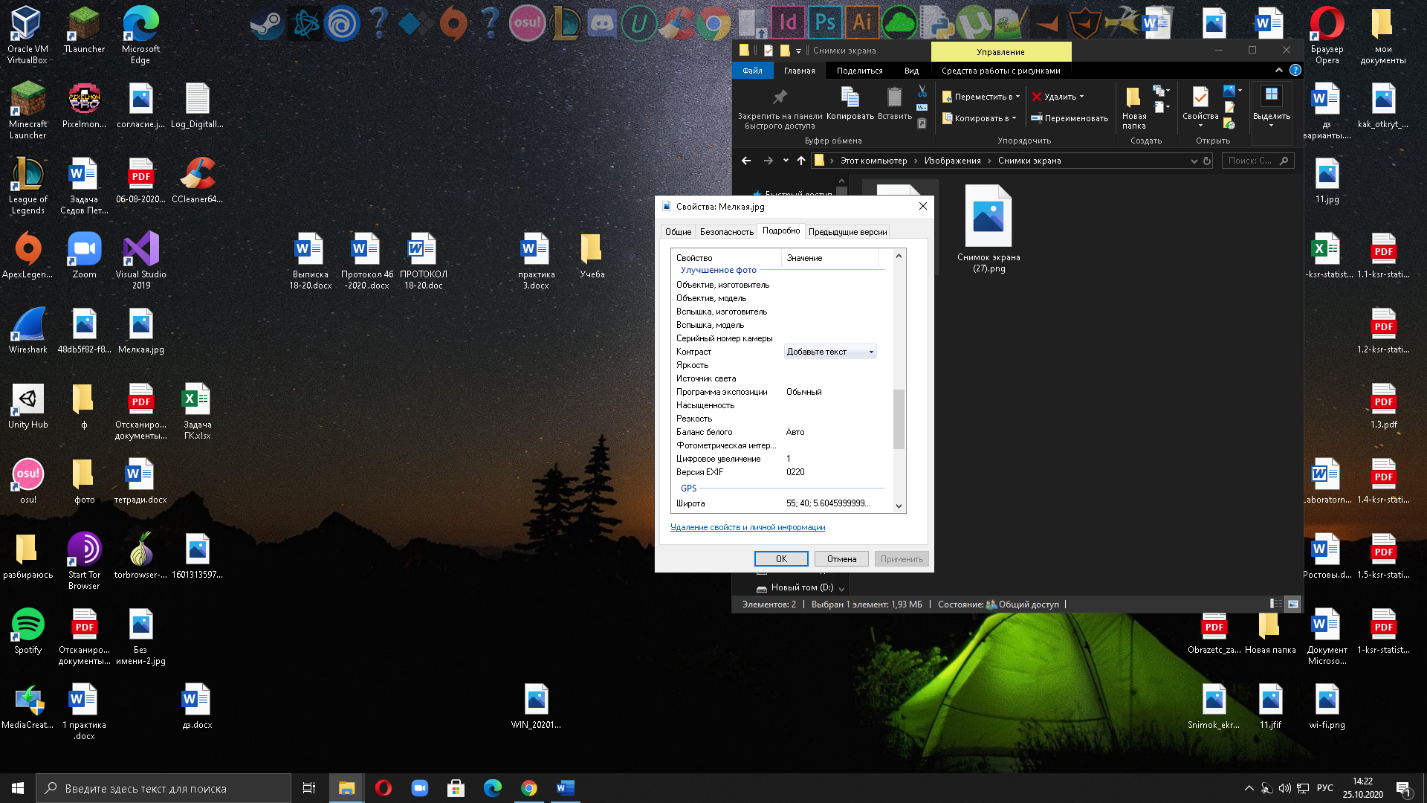 Oracle VM
VirtualBox
TLauncher
Microsoft
Edge
Minecraft
Launcher
Pixelmon...
согласие.j...
Log_Digitall...
League of
Legends
Задача
Седов Пет...
06-08-2020...
CCleaner64...
ApexLegen...
Zoom
Visual Studio
2019
Выписка
18-20.docx
Протокол 46
-2020 .docx
ПРОТОКОЛ
18-20.doc
практика
3.docx
Учеба
Wireshark
48db5f82-f8...
Мелкая.jpg
Unity Hub
ф
Отсканиро...
документы...
Задача
ГК.xlsx
osu!
osu!
фото
тетради.docx
разбираюсь
Start Tor
Browser
torbrowser-...
1601313597...
Spotify
Отсканиро...
документы...
Без
имени-2.jpg
MediaCreat...
1 практика
.docx
дз.docx
WIN_20201...
osu!
Id
Ps
Ai
Снимки экрана
Управление
Файл
Главная
Поделиться
Вид
Средства работы с рисунками
Закрепить на панели
быстрого доступа
Копировать
Вставить
Буфер обмена
Переместить в
Копировать в
Удалить
Переименовать
Упорядочить
Новая
папка
Создать
Свойства
Открыть
Выделить
Этот компьютер
Изображения
Снимки экрана
Поиск: С...
Быстрый доступ
Снимок экрана
(27).png
Новый том (D:)
Элементов: 2
Выбран 1 элемент: 1,93 МБ
Состояние:
Общий доступ
Свойства: Мелкая.jpg
Общие
Безопасность
Подробно
Предыдущие версии
Свойство
Значение
Улучшенное фото
Объектив, изготовитель
Объектив, модель
Вспышка, изготовитель
Вспышка, модель
Серийный номер камеры
Контраст
Добавьте текст
Яркость
Источник света
Программа экспозиции
Обычный
Насыщенность
Резкость
Баланс белого
Авто
Фотометрическая интер...
Цифровое увеличение
1
Версия EXIF
0220
GPS
Широта
55; 40; 5.6045999999...
Удаление свойств и личной информации
OK
Отмена
Применить
Браузер
Opera
мои
документы
дз
варианты....
kak_otkryt_...
11.jpg
-ksr-statist...
1.1-ksr-stati...
1.2-ksr-stati...
1.3.pdf
Laboratorn...
1.4-ksr-stati...
Ростовы.d...
1.5-ksr-stati...
Obrazetc_za...
Новая папка
Документ
Microso...
1-ksr-statist...
Snimok_ekr...
11.jfif
wi-fi.png
Введите здесь текст для поиска
РУС
14:22
25.10.2020
1